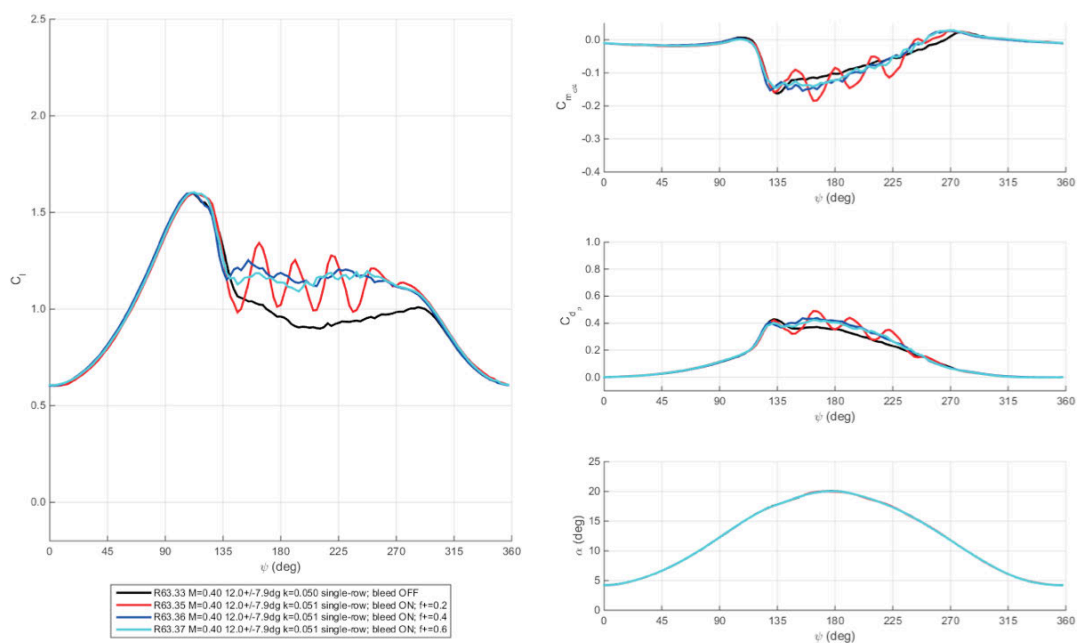 2.5
2.0
1.5
1.0
0.5
0.0
C_l
0 45 90 135 180 225 270 315 360
ψ (deg)
R63.33 M=0.40 12.0+/-7.9dg k=0.050 single-row; bleed OFF
R63.35 M=0.40 12.0+/-7.9dg k=0.051 single-row; bleed ON; f+=0.2
R63.36 M=0.40 12.0+/-7.9dg k=0.051 single-row; bleed ON; f+=0.4
R63.37 M=0.40 12.0+/-7.9dg k=0.051 single-row; bleed ON; f+=0.6
0.0
-0.1
-0.2
-0.3
-0.4
C_m
0 45 90 135 180 225 270 315 360
ψ (deg)
1.0
0.8
0.6
0.4
0.2
0.0
C_d_p
0 45 90 135 180 225 270 315 360
ψ (deg)
25
20
15
10
5
0
α (deg)
0 45 90 135 180 225 270 315 360
ψ (deg)